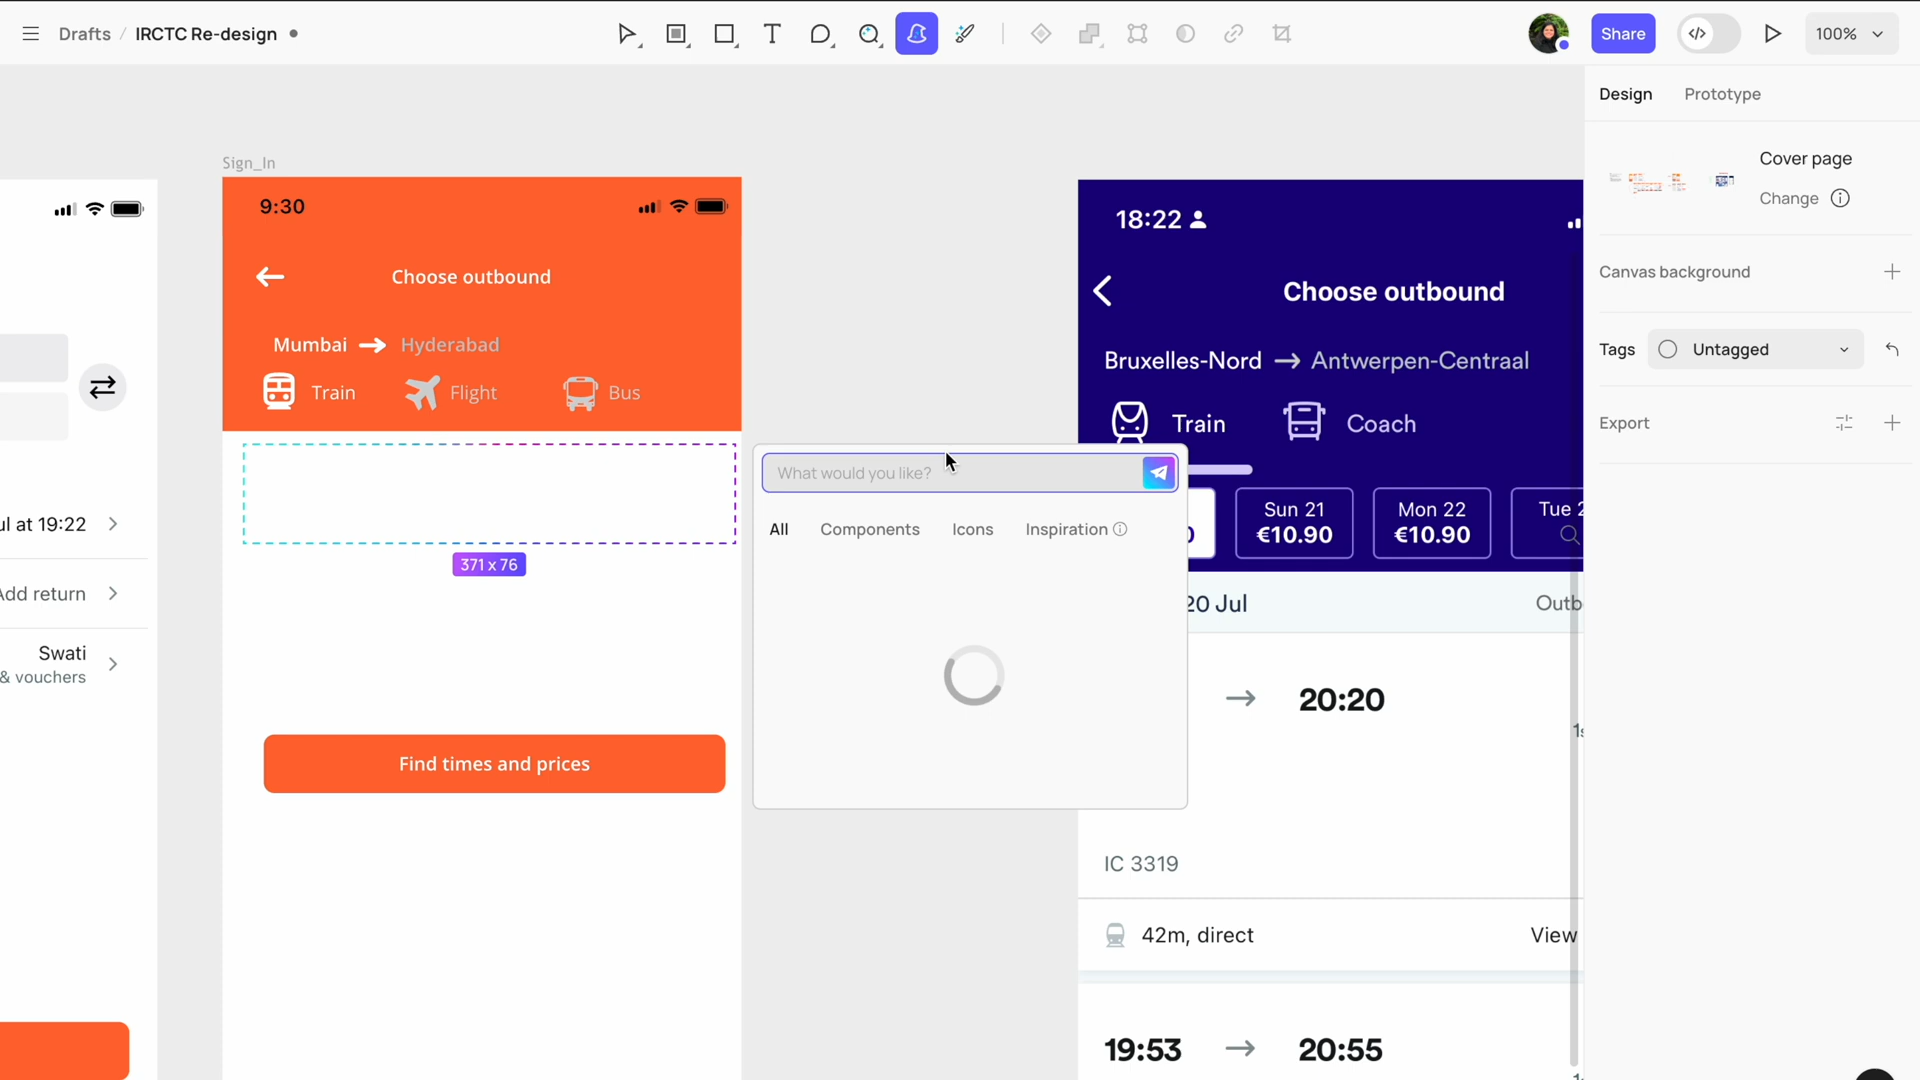 Drafts / IRCTC Re-design
Share
100%
Design
Prototype
Cover page
Change
Canvas background
Tags
Untagged
Export
Sign_In
9:30
Choose outbound
Mumbai
Hyderabad
Train
Flight
Bus
371 x 76
Find times and prices
at 19:22
Add return
Swati
& vouchers
What would you like?
All
Components
Icons
Inspiration
18:22
Choose outbound
Bruxelles-Nord → Antwerpen-Centraal
Train
Coach
Sun 21
€10.90
Mon 22
€10.90
Tue
20 Jul
20:20
IC 3319
42m, direct
View
19:53 → 20:55